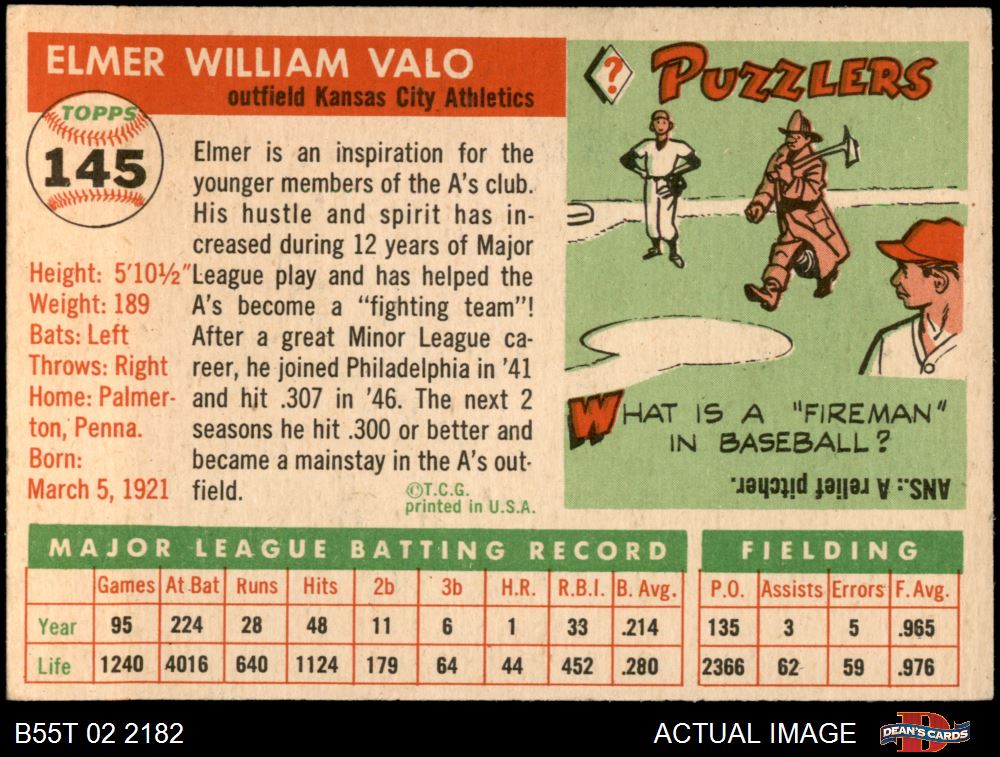 ELMER WILLIAM VALO
outfield Kansas City Athletics
TOPPS
145
Height: 5'10½"
Weight: 189
Bats: Left
Throws: Right
Home: Palmer-
ton, Penna.
Born:
March 5, 1921
Elmer is an inspiration for the
younger members of the A's club.
His hustle and spirit has in-
creased during 12 years of Major
League play and has helped the
A's become a "fighting team"!
After a great Minor League ca-
reer, he joined Philadelphia in '41
and hit .307 in '46. The next 2
seasons he hit .300 or better and
became a mainstay in the A's out-
field.
©T.C.G.
printed in U.S.A.
?
PUZZLERS
WHAT IS A "FIREMAN"
IN BASEBALL?
ANS.: A relief pitcher.
MAJOR LEAGUE BATTING RECORD
Games At Bat Runs Hits 2b 3b H.R. R.B.I. B. Avg.
Year 95 224 28 48 11 6 1 33 .214
Life 1240 4016 640 1124 179 64 44 452 .280
FIELDING
P.O. Assists Errors F. Avg.
135 3 5 .965
2366 62 59 .976
B55T 02 2182
ACTUAL IMAGE
D
DEAN'S CARDS